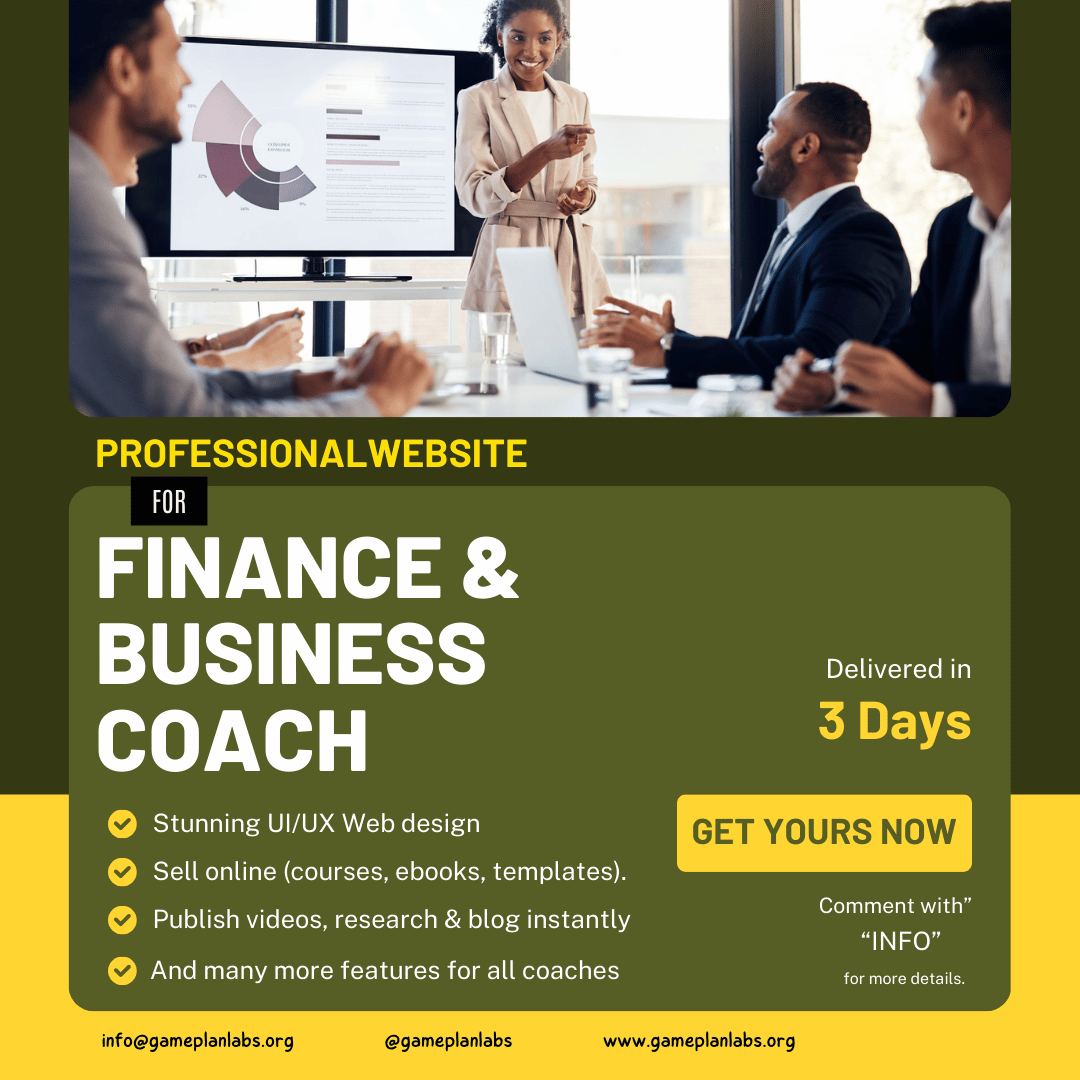 PROFESSIONALWEBSITE
FOR
FINANCE &
BUSINESS
COACH
Stunning UI/UX Web design
Sell online (courses, ebooks, templates).
Publish videos, research & blog instantly
And many more features for all coaches
Delivered in
3 Days
GET YOURS NOW
Comment with”
“INFO”
for more details.
info@gameplanlabs.org
@gameplanlabs
www.gameplanlabs.org